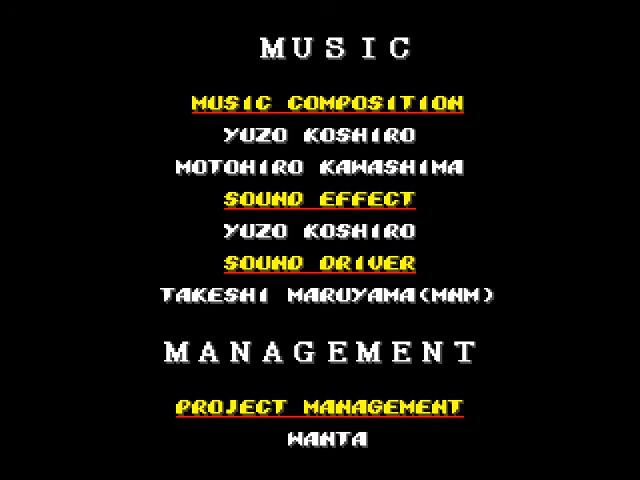 MUSIC
MUSIC COMPOSITION
YUZO KOSHIRO
MOTOHIRO KAWASHIMA
SOUND EFFECT
YUZO KOSHIRO
SOUND DRIVER
TAKESHI MARUYAMA(MNM)
MANAGEMENT
PROJECT MANAGEMENT
WANTA